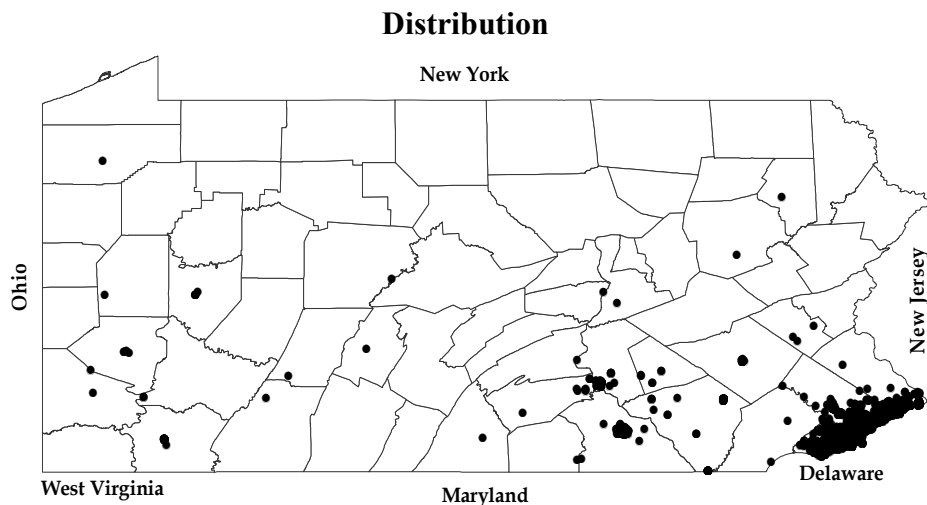 Distribution
New York
Ohio
New Jersey
Delaware
West Virginia
Maryland